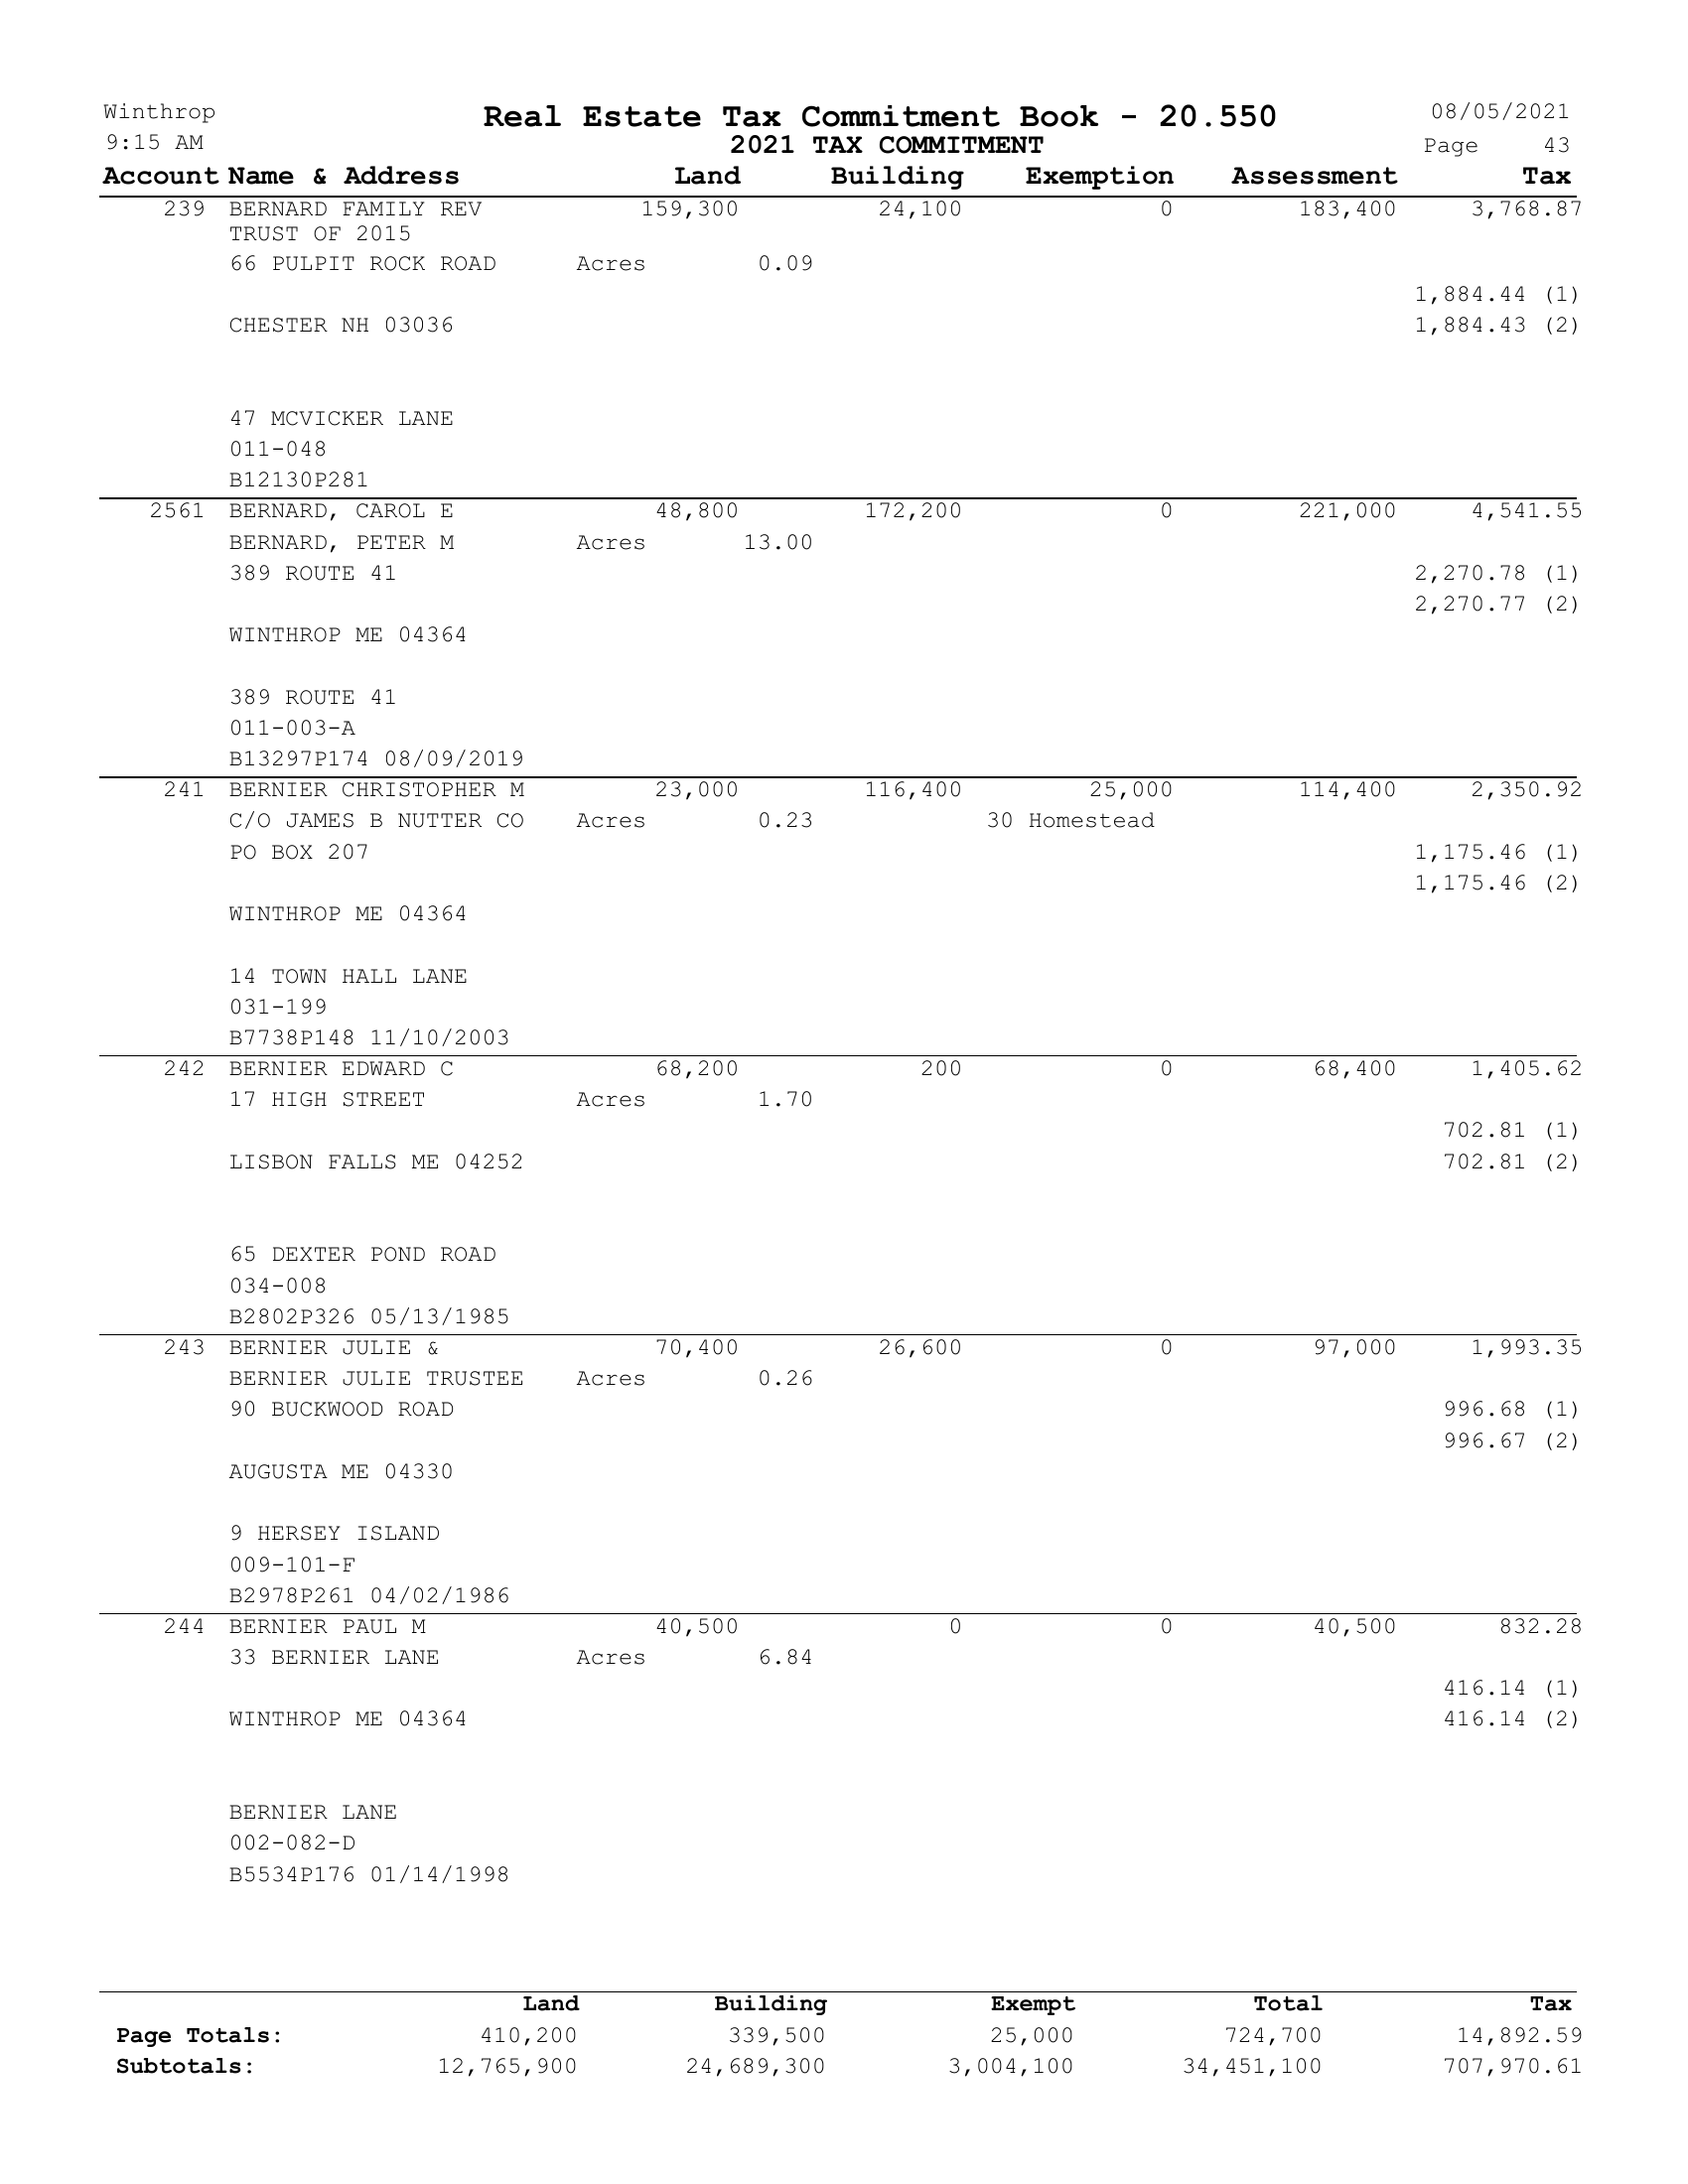 Winthrop Real Estate Tax Commitment Book - 20.550 08/05/2021
9:15 AM 2021 TAX COMMITMENT Page 43
Account Name & Address Land Building Exemption Assessment Tax
239 BERNARD FAMILY REV 159,300 24,100 0 183,400 3,768.87
TRUST OF 2015
66 PULPIT ROCK ROAD Acres 0.09
1,884.44 (1)
CHESTER NH 03036 1,884.43 (2)
47 MCVICKER LANE
011-048
B12130P281
2561 BERNARD, CAROL E 48,800 172,200 0 221,000 4,541.55
BERNARD, PETER M Acres 13.00
389 ROUTE 41 2,270.78 (1)
2,270.77 (2)
WINTHROP ME 04364
389 ROUTE 41
011-003-A
B13297P174 08/09/2019
241 BERNIER CHRISTOPHER M 23,000 116,400 25,000 114,400 2,350.92
C/O JAMES B NUTTER CO Acres 0.23 30 Homestead
PO BOX 207 1,175.46 (1)
1,175.46 (2)
WINTHROP ME 04364
14 TOWN HALL LANE
031-199
B7738P148 11/10/2003
242 BERNIER EDWARD C 68,200 200 0 68,400 1,405.62
17 HIGH STREET Acres 1.70
702.81 (1)
LISBON FALLS ME 04252 702.81 (2)
65 DEXTER POND ROAD
034-008
B2802P326 05/13/1985
243 BERNIER JULIE & 70,400 26,600 0 97,000 1,993.35
BERNIER JULIE TRUSTEE Acres 0.26
90 BUCKWOOD ROAD 996.68 (1)
996.67 (2)
AUGUSTA ME 04330
9 HERSEY ISLAND
009-101-F
B2978P261 04/02/1986
244 BERNIER PAUL M 40,500 0 0 40,500 832.28
33 BERNIER LANE Acres 6.84
416.14 (1)
WINTHROP ME 04364 416.14 (2)
BERNIER LANE
002-082-D
B5534P176 01/14/1998
Land Building Exempt Total Tax
Page Totals: 410,200 339,500 25,000 724,700 14,892.59
Subtotals: 12,765,900 24,689,300 3,004,100 34,451,100 707,970.61